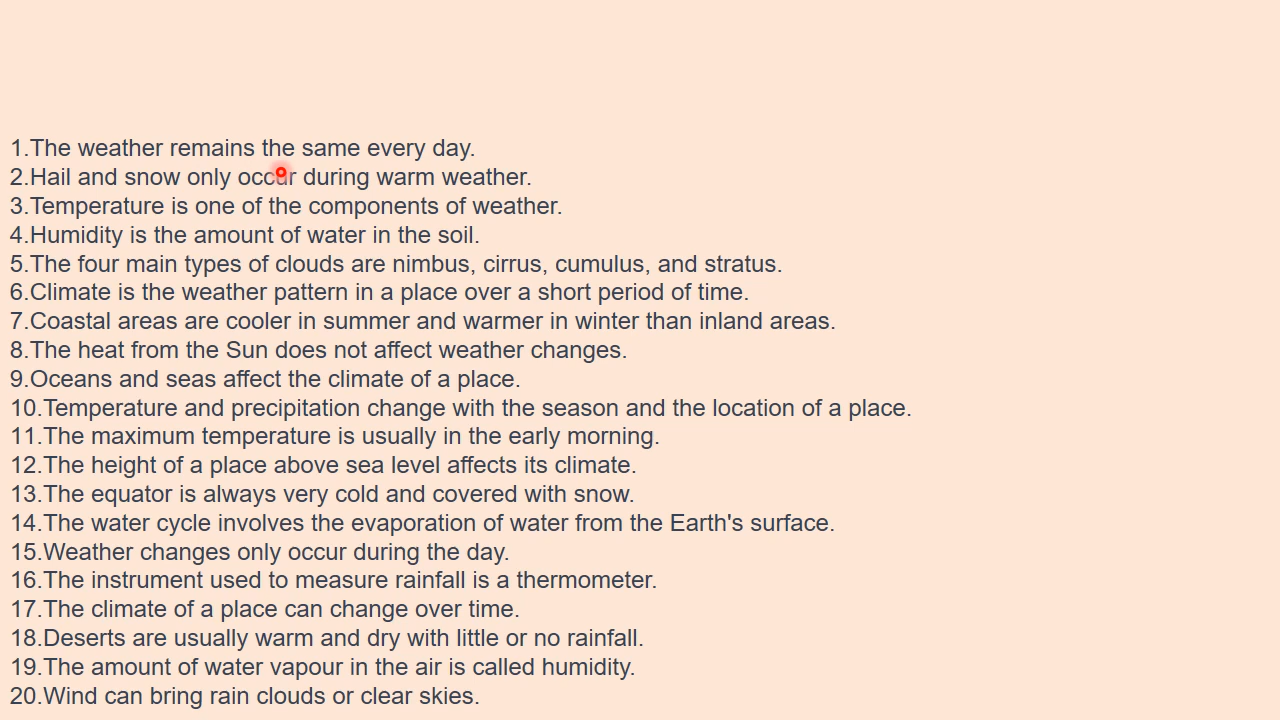 1.The weather remains the same every day.
2.Hail and snow only occur during warm weather.
3.Temperature is one of the components of weather.
4.Humidity is the amount of water in the soil.
5.The four main types of clouds are nimbus, cirrus, cumulus, and stratus.
6.Climate is the weather pattern in a place over a short period of time.
7.Coastal areas are cooler in summer and warmer in winter than inland areas.
8.The heat from the Sun does not affect weather changes.
9.Oceans and seas affect the climate of a place.
10.Temperature and precipitation change with the season and the location of a place.
11.The maximum temperature is usually in the early morning.
12.The height of a place above sea level affects its climate.
13.The equator is always very cold and covered with snow.
14.The water cycle involves the evaporation of water from the Earth's surface.
15.Weather changes only occur during the day.
16.The instrument used to measure rainfall is a thermometer.
17.The climate of a place can change over time.
18.Deserts are usually warm and dry with little or no rainfall.
19.The amount of water vapour in the air is called humidity.
20.Wind can bring rain clouds or clear skies.